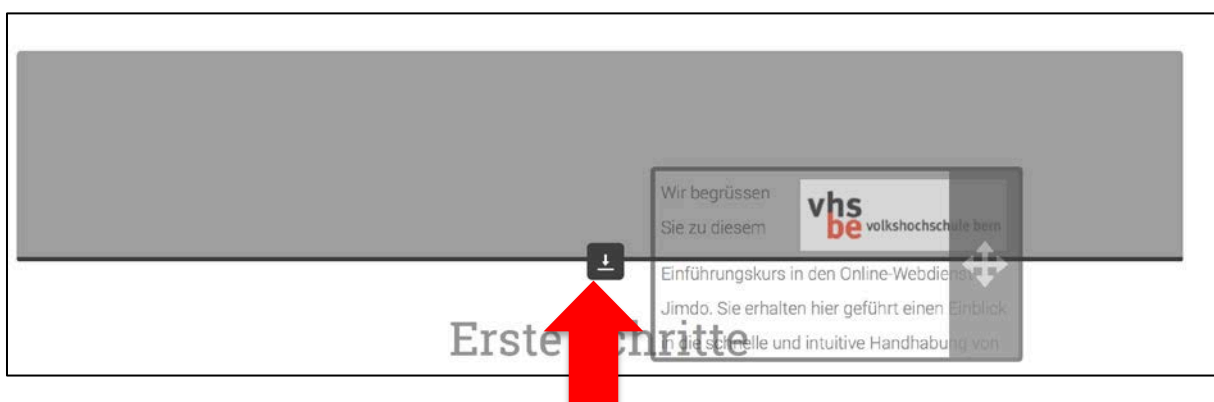 Wir begrüssen
Sie zu diesem
vhs
be volkshochschule bern
Einführungskurs in den Online-Webdienst
Jimdo. Sie erhalten hier geführt einen Einblick
in die schnelle und intuitive Handhabung von
Erste Schritte